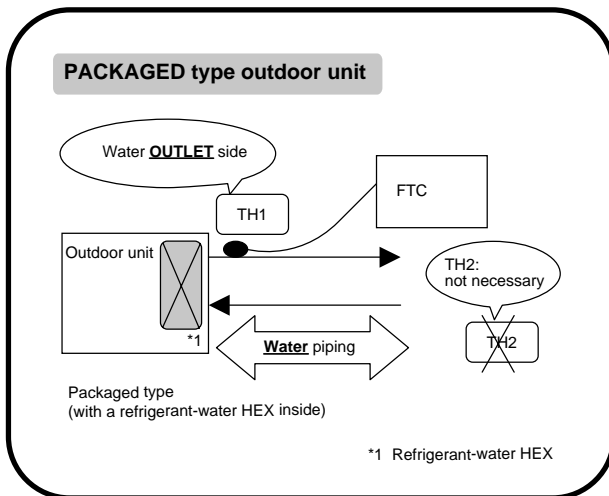 PACKAGED type outdoor unit
Water OUTLET side
TH1
FTC
Outdoor unit
TH2:
not necessary
*1
Water piping
TH2
Packaged type
(with a refrigerant-water HEX inside)
*1 Refrigerant-water HEX